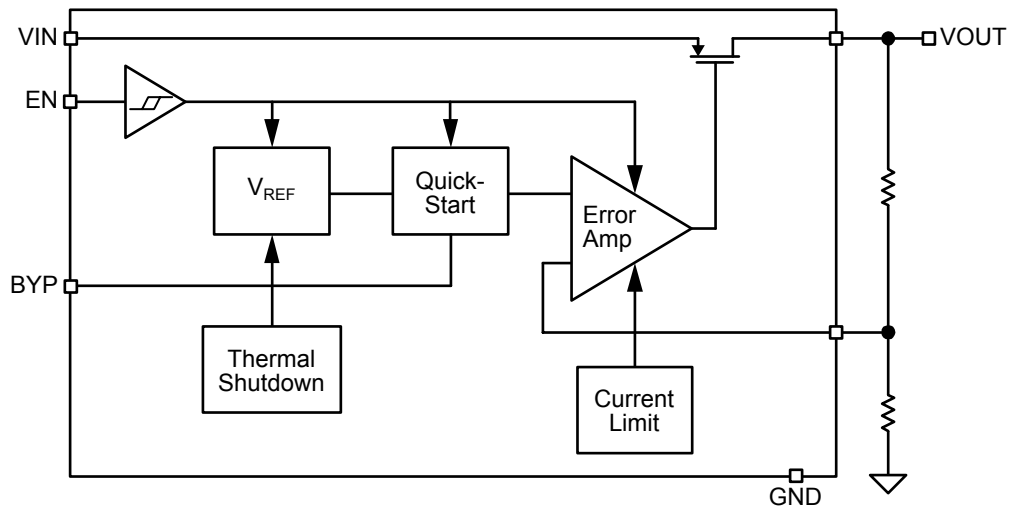 VIN
VOUT
EN
VREF
Quick-
Start
Error
Amp
BYP
Thermal
Shutdown
Current
Limit
GND